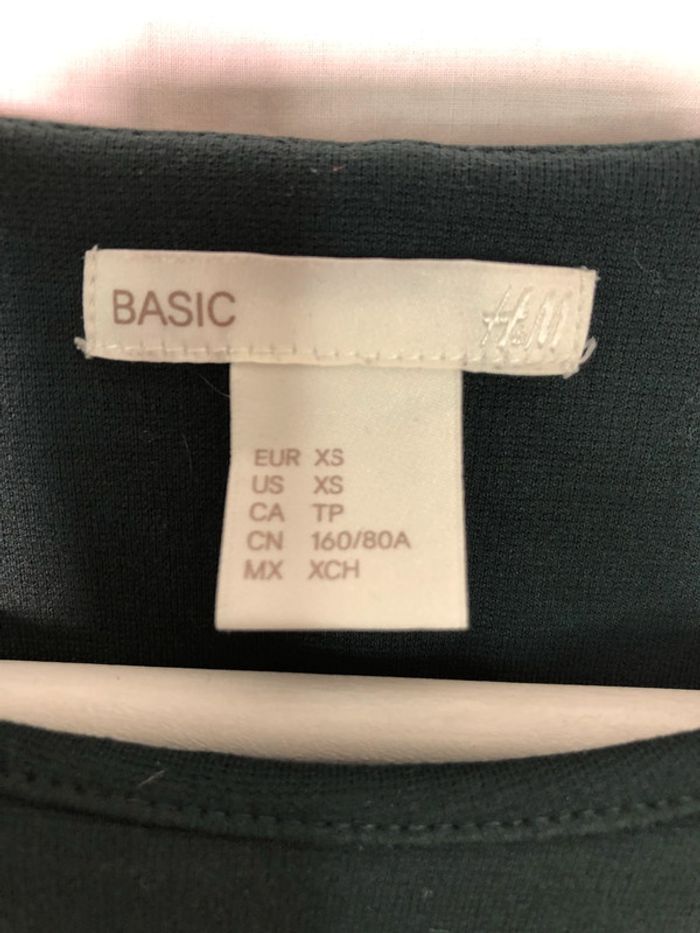 BASIC H&M
EUR XS
US XS
CA TP
CN 160/80A
MX XCH